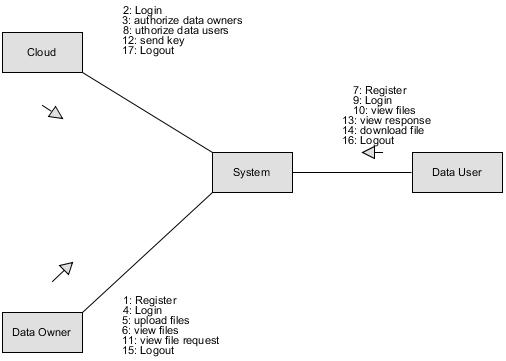 2: Login
3: authorize data owners
8: uthorize data users
12: send key
17: Logout
Cloud
7: Register
9: Login
10: view files
13: view response
14: download file
16: Logout
System
Data User
Data Owner
1: Register
4: Login
5: upload files
6: view files
11: view file request
15: Logout